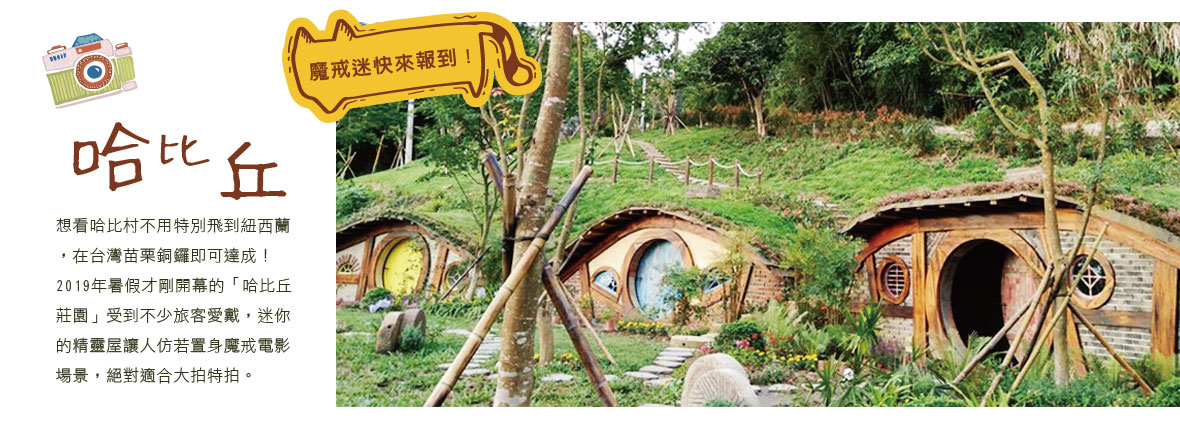 魔戒迷快來報到！
哈比丘
想看哈比村不用特別飛到紐西蘭
，在台灣苗栗銅鑼即可達成！
2019年暑假才剛開幕的「哈比丘
莊園」受到不少旅客愛戴，迷你
的精靈屋讓人仿若置身魔戒電影
場景，絕對適合大拍特拍。